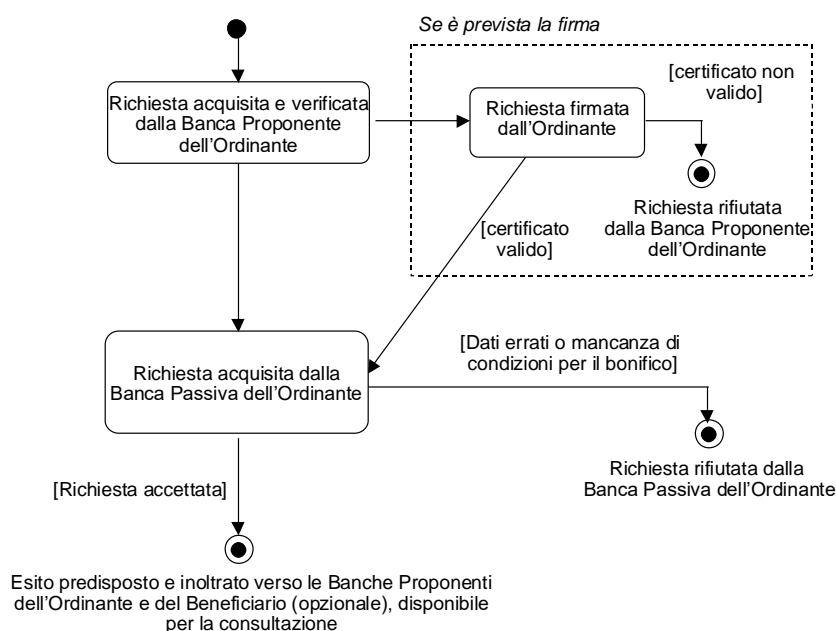 Se è prevista la firma
Richiesta acquisita e verificata
dalla Banca Proponente
dell'Ordinante
Richiesta firmata
dall'Ordinante
[certificato non
valido]
Richiesta rifiutata
dalla Banca Proponente
dell'Ordinante
[certificato
valido]
Richiesta acquisita dalla
Banca Passiva dell'Ordinante
[Dati errati o mancanza di
condizioni per il bonifico]
Richiesta rifiutata dalla
Banca Passiva dell'Ordinante
[Richiesta accettata]
Esito predisposto e inoltrato verso le Banche Proponenti
dell'Ordinante e del Beneficiario (opzionale), disponibile
per la consultazione